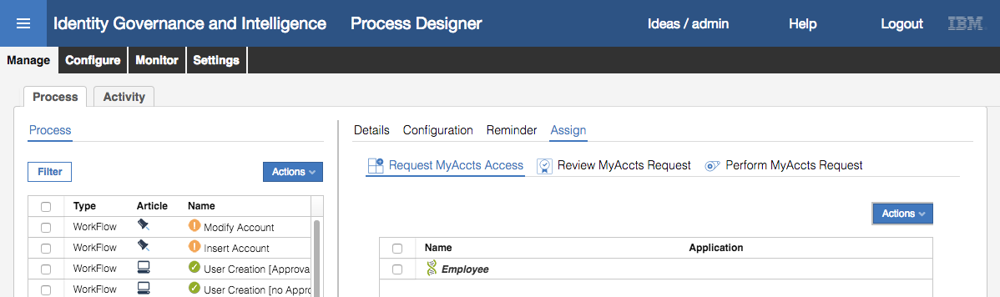 Identity Governance and Intelligence Process Designer Ideas / admin Help Logout IBM
Manage Configure Monitor Settings
Process Activity
Process
Details Configuration Reminder Assign
Request MyAccts Access Review MyAccts Request Perform MyAccts Request
Filter Actions
Actions
Type Article Name
WorkFlow Modify Account
WorkFlow Insert Account
WorkFlow User Creation [Approva
WorkFlow User Creation [no Appro
Name Application
Employee